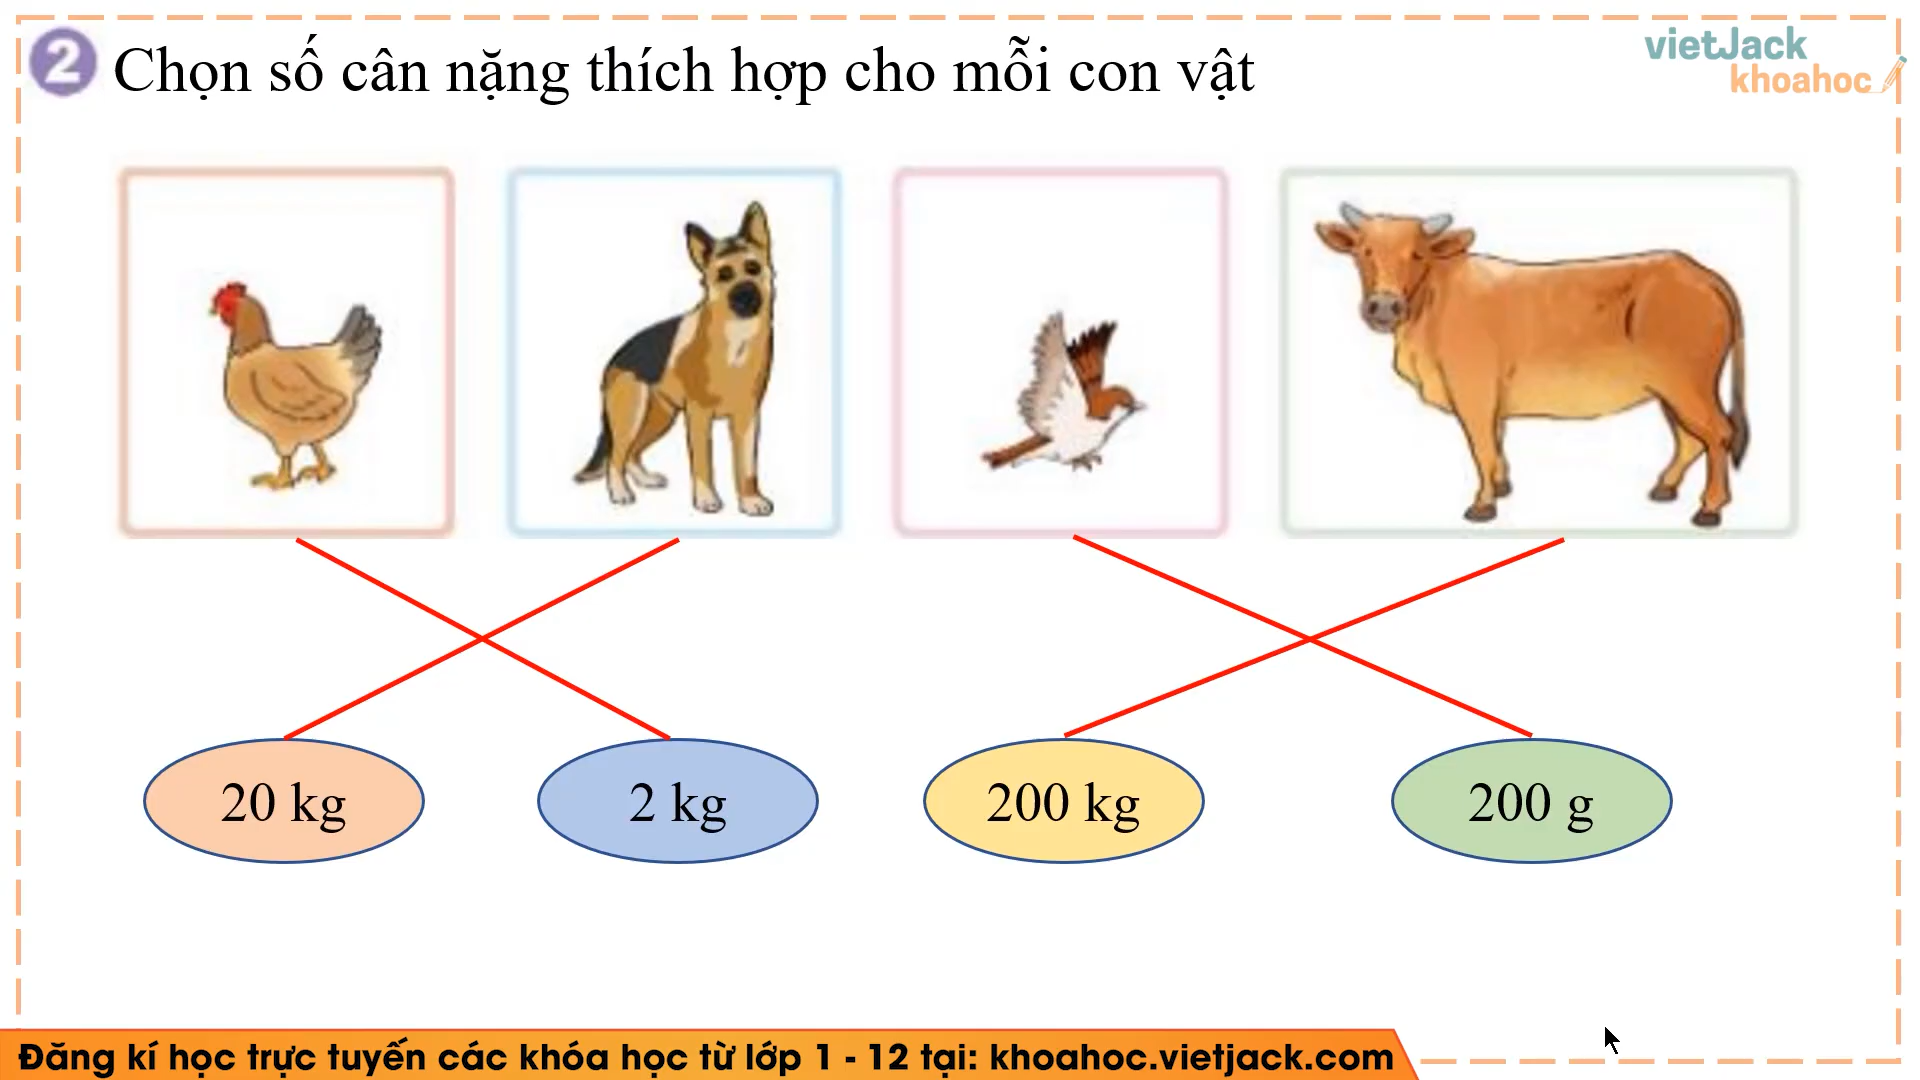 2 Chọn số cân nặng thích hợp cho mỗi con vật
vietJack
khoahoc
20 kg
2 kg
200 kg
200 g
Đăng kí học trực tuyến các khóa học từ lớp 1 - 12 tại: khoahoc.vietjack.com